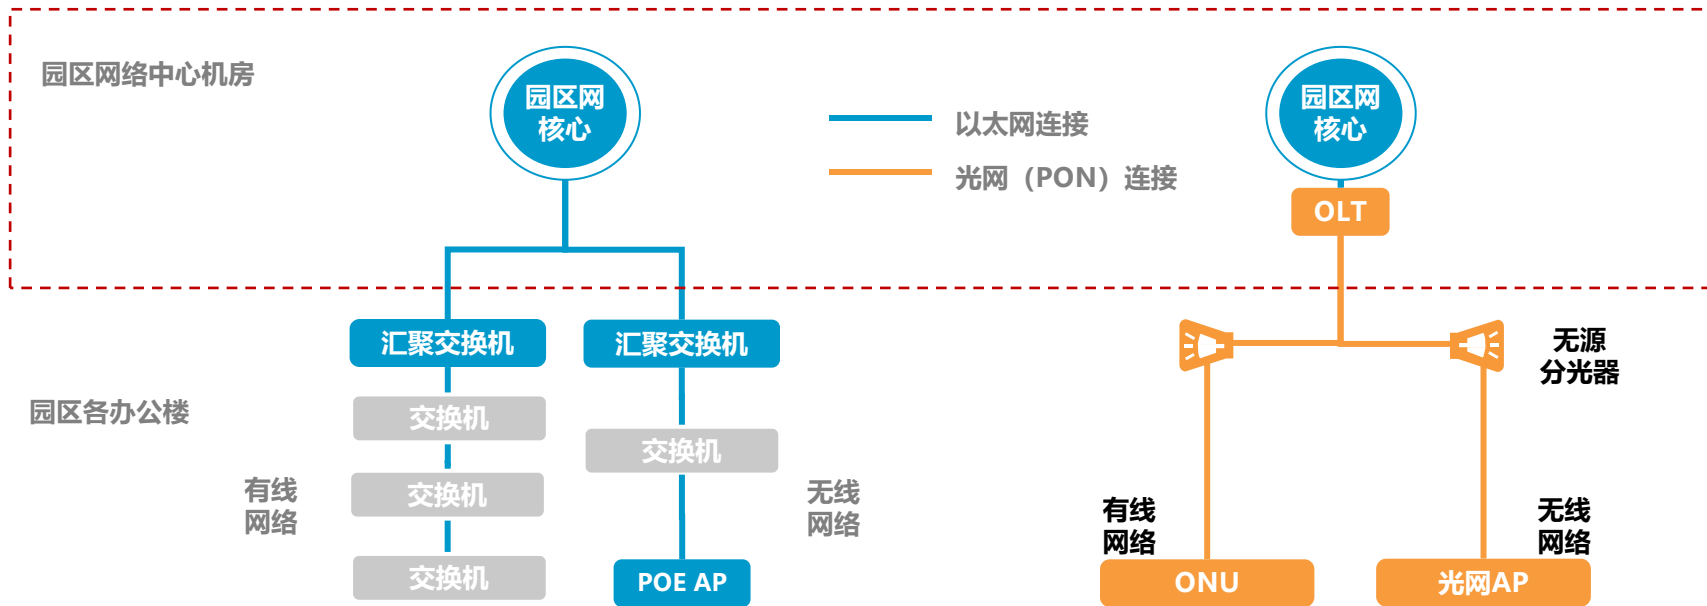 园区网络中心机房
园区网
核心
以太网连接
光网（PON）连接
园区网
核心
OLT
汇聚交换机
汇聚交换机
无源
分光器
园区各办公楼
交换机
交换机
有线
网络
交换机
无线
网络
有线
网络
无线
网络
交换机
POE AP
ONU
光网AP